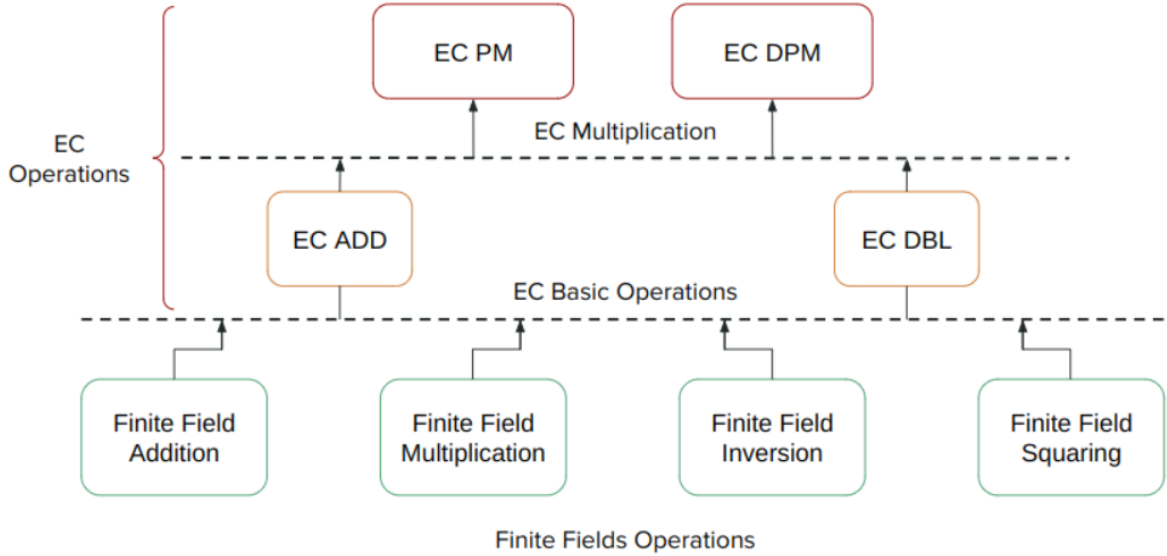 EC PM
EC DPM
EC Multiplication
EC
Operations
EC ADD
EC DBL
EC Basic Operations
Finite Field
Addition
Finite Field
Multiplication
Finite Field
Inversion
Finite Field
Squaring
Finite Fields Operations